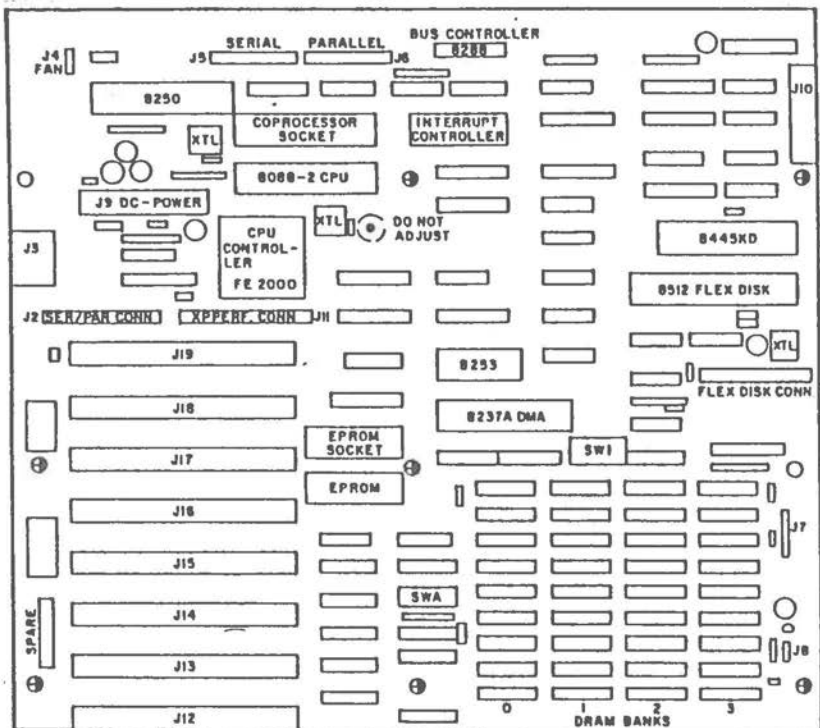 BUS CONTROLLER
8288
SERIAL
PARALLEL
J4
FAN
J5
J6
J10
8250
COPROCESSOR
SOCKET
INTERRUPT
CONTROLLER
XTL
8088-2 CPU
J9 DC-POWER
XTL
DO NOT
ADJUST
CPU
CONTROL-
LER
FE 2000
J3
8445KD
8512 FLEX DISK
J2
SER/PAR CONN
XPPERF. CONN
J11
XTL
J19
8253
FLEX DISK CONN
J18
8237A DMA
EPROM
SOCKET
SW1
J17
EPROM
J16
J7
J15
SWA
SPARE
J14
J8
J13
J12
0
1
2
3
DRAM BANKS